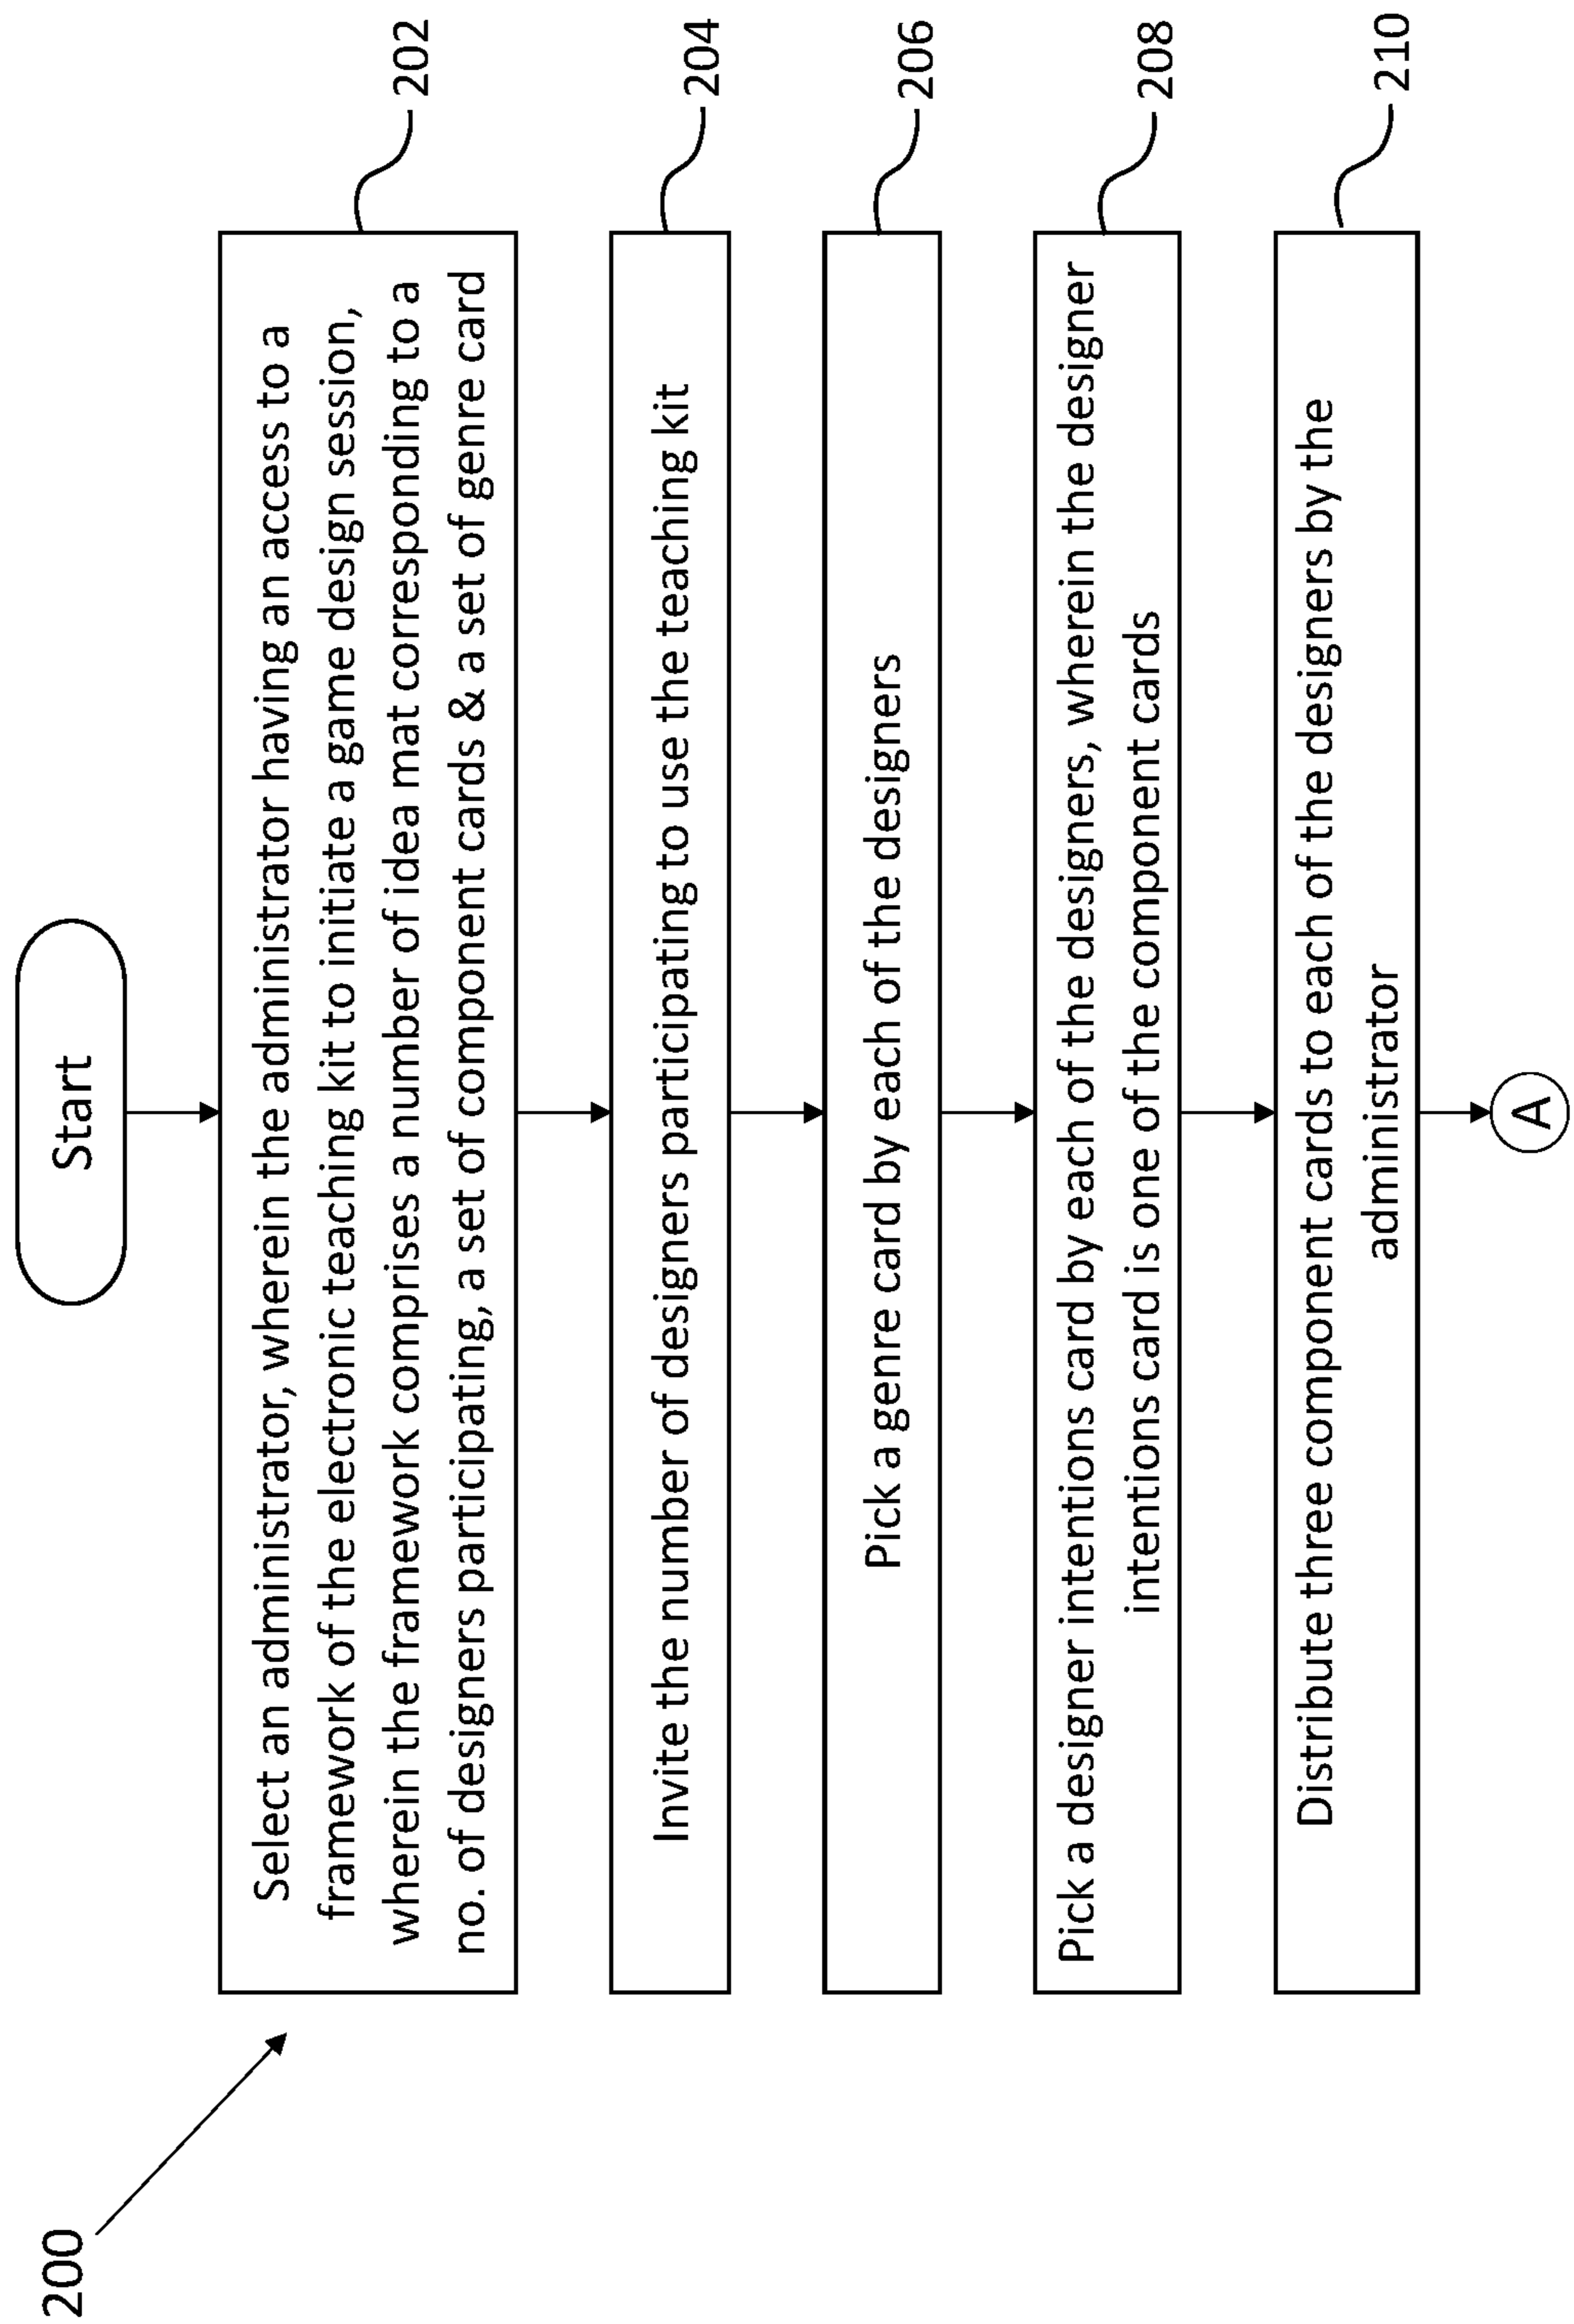 200
Start
Select an administrator, wherein the administrator having an access to a
framework of the electronic teaching kit to initiate a game design session,
wherein the framework comprises a number of idea mat corresponding to a
no. of designers participating, a set of component cards & a set of genre card
202
Invite the number of designers participating to use the teaching kit
204
Pick a genre card by each of the designers
206
Pick a designer intentions card by each of the designers, wherein the designer
intentions card is one of the component cards
208
Distribute three component cards to each of the designers by the
administrator
210
A